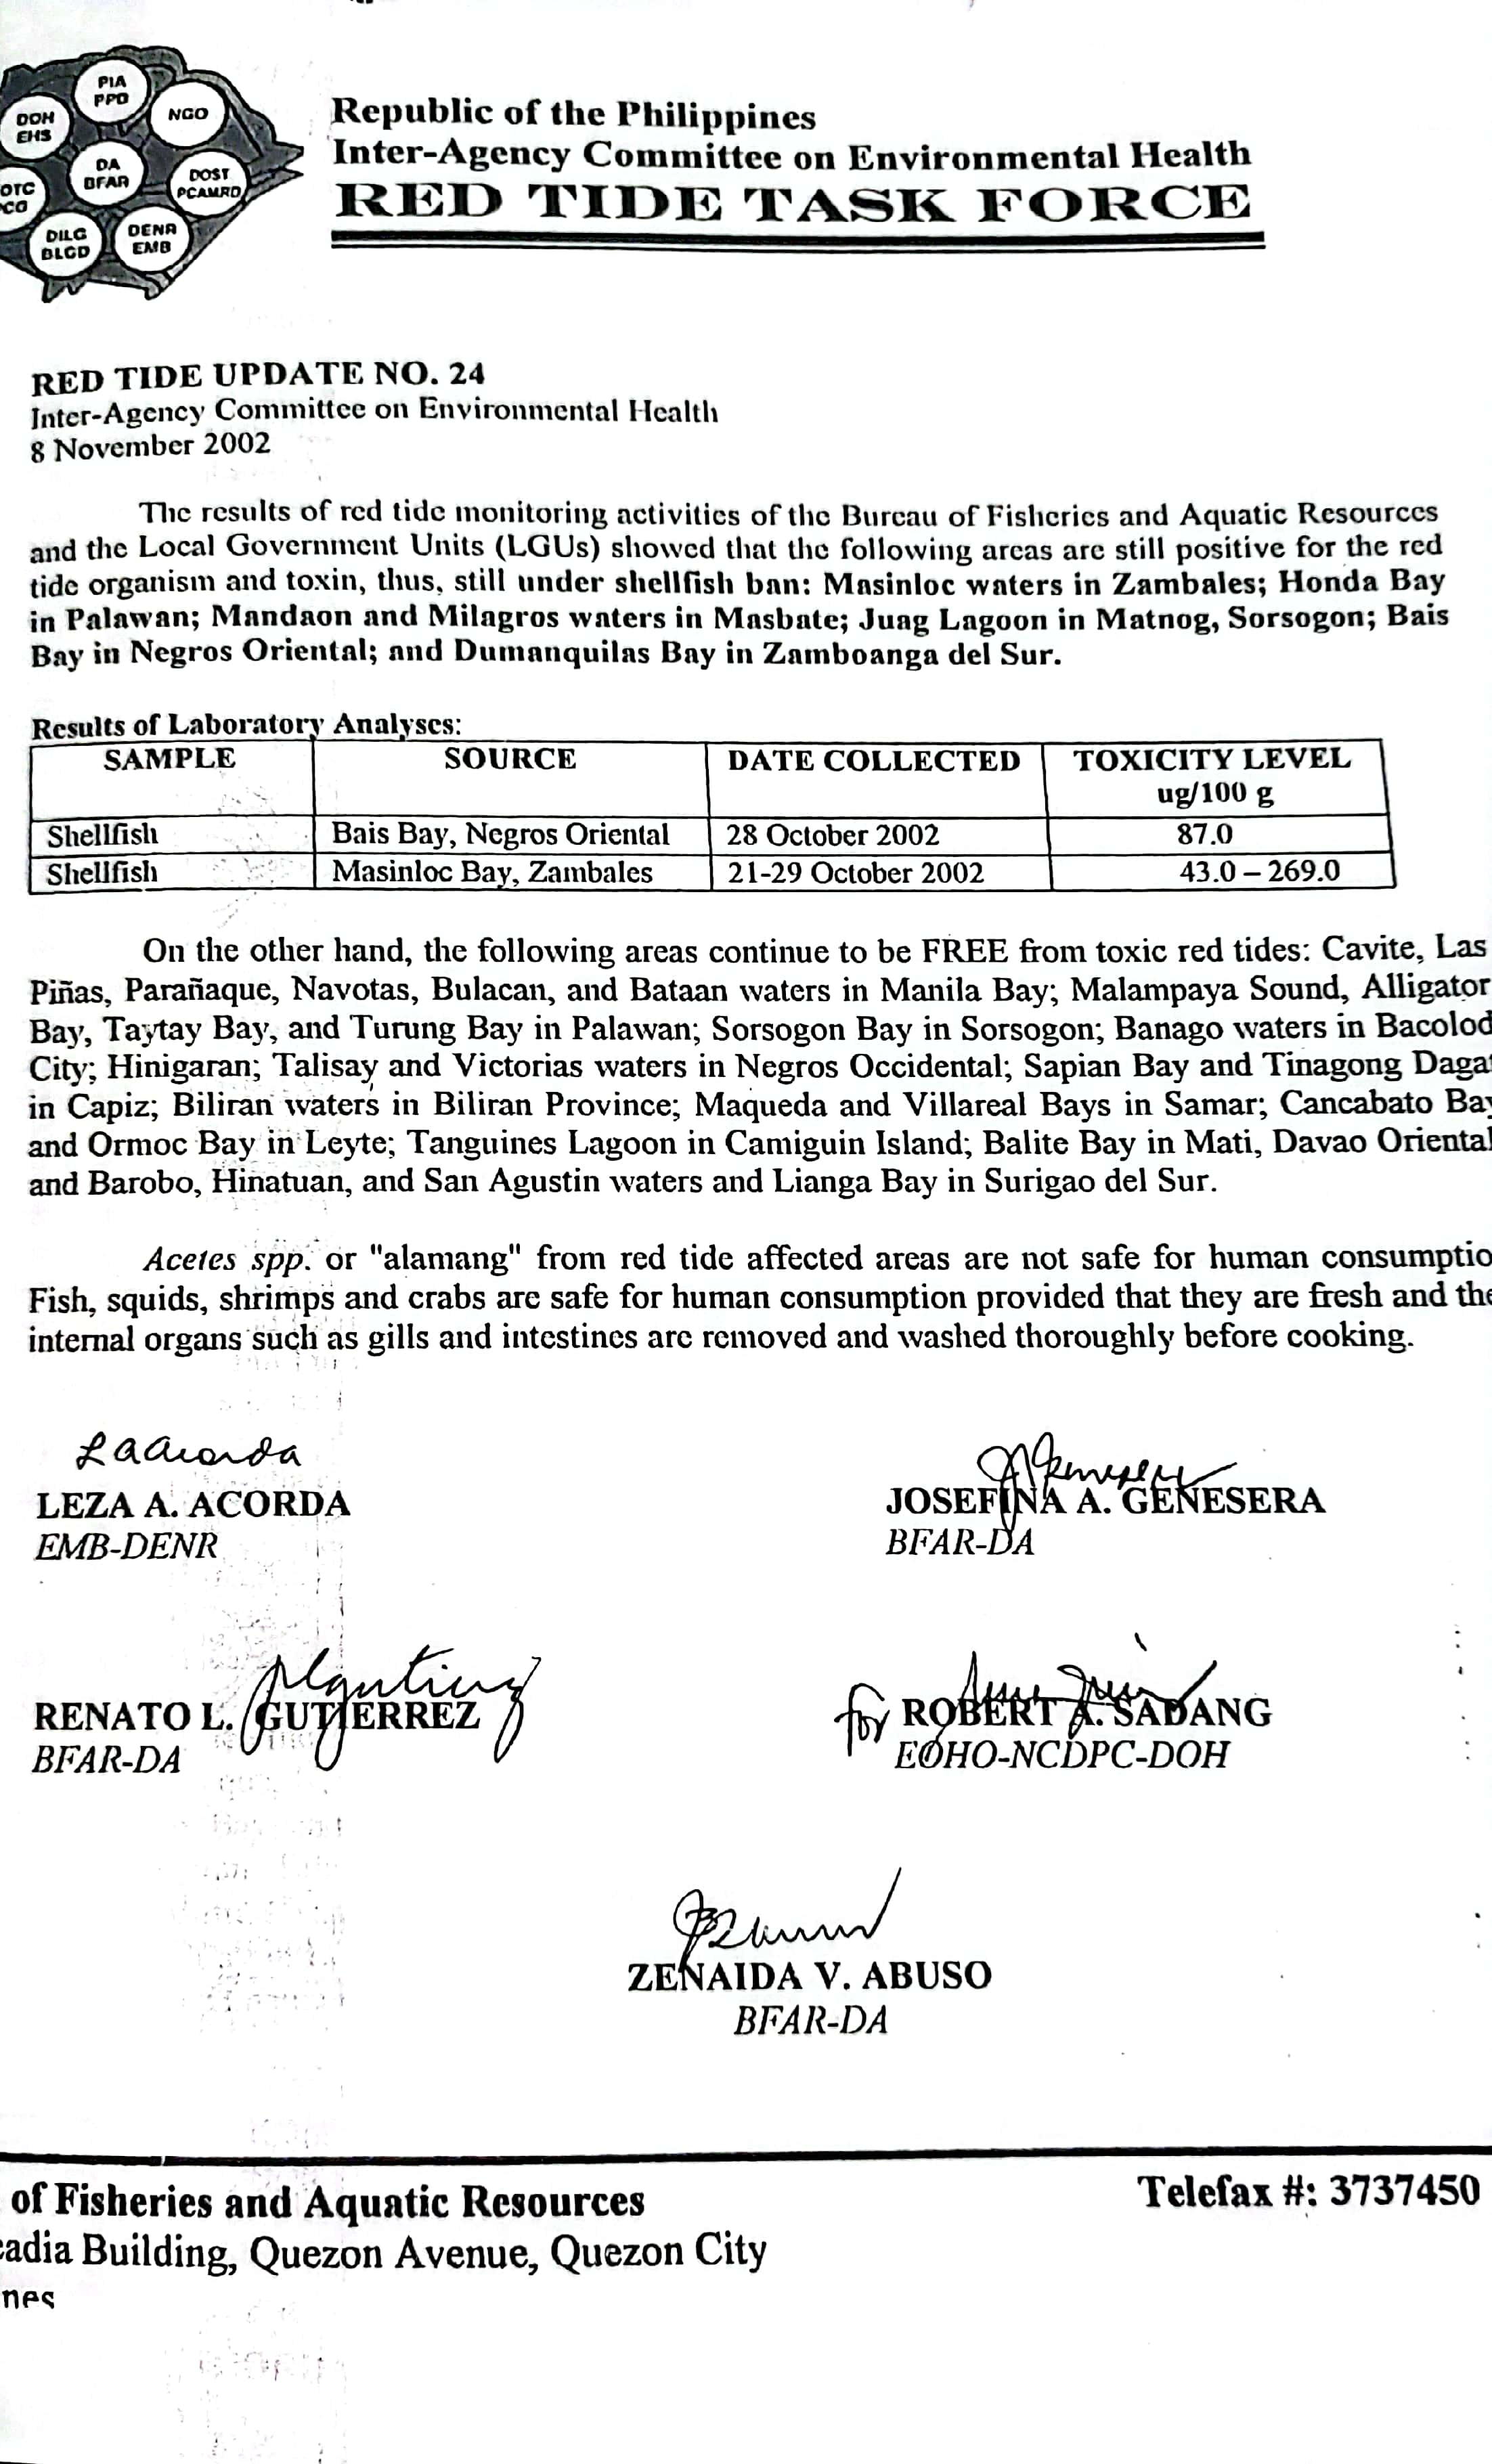 PIA
PPD
DOH
EHS
NGO
DA
BFAR
DOST
PCAMRD
OTC
CO
DILG
BLGD
DENR
EMB
Republic of the Philippines
Inter-Agency Committee on Environmental Health
RED TIDE TASK FORCE
RED TIDE UPDATE NO. 24
Inter-Agency Committee on Environmental Health
8 November 2002
The results of red tide monitoring activities of the Bureau of Fisheries and Aquatic Resources
and the Local Government Units (LGUs) showed that the following areas are still positive for the red
tide organism and toxin, thus, still under shellfish ban: Masinloc waters in Zambales; Honda Bay
in Palawan; Mandaon and Milagros waters in Masbate; Juag Lagoon in Matnog, Sorsogon; Bais
Bay in Negros Oriental; and Dumanquilas Bay in Zamboanga del Sur.
Results of Laboratory Analyses:
SAMPLE SOURCE DATE COLLECTED TOXICITY LEVEL
ug/100 g
Shellfish Bais Bay, Negros Oriental 28 October 2002 87.0
Shellfish Masinloc Bay, Zambales 21-29 October 2002 43.0 – 269.0
On the other hand, the following areas continue to be FREE from toxic red tides: Cavite, Las
Piñas, Parañaque, Navotas, Bulacan, and Bataan waters in Manila Bay; Malampaya Sound, Alligator
Bay, Taytay Bay, and Turung Bay in Palawan; Sorsogon Bay in Sorsogon; Banago waters in Bacolod
City; Hinigaran; Talisay and Victorias waters in Negros Occidental; Sapian Bay and Tinagong Dagat
in Capiz; Biliran waters in Biliran Province; Maqueda and Villareal Bays in Samar; Cancabato Bay
and Ormoc Bay in Leyte; Tanguines Lagoon in Camiguin Island; Balite Bay in Mati, Davao Oriental
and Barobo, Hinatuan, and San Agustin waters and Lianga Bay in Surigao del Sur.
Acetes spp. or "alamang" from red tide affected areas are not safe for human consumptio
Fish, squids, shrimps and crabs are safe for human consumption provided that they are fresh and the
internal organs such as gills and intestines are removed and washed thoroughly before cooking.
LAAcorda
LEZA A. ACORDA
EMB-DENR
JOSEFINA A. GENESERA
BFAR-DA
RENATO L. GUTIERREZ
BFAR-DA
for ROBERT A. SADANG
EOHO-NCDPC-DOH
ZENAIDA V. ABUSO
BFAR-DA
of Fisheries and Aquatic Resources
Telefax #: 3737450
adia Building, Quezon Avenue, Quezon City
nes